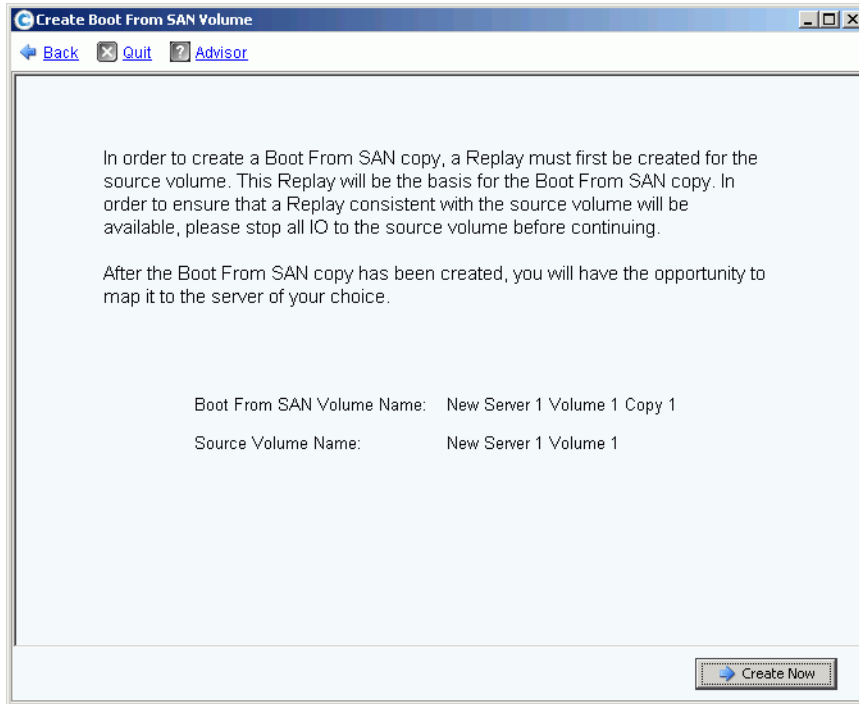 Create Boot From SAN Volume
Back Quit ? Advisor
In order to create a Boot From SAN copy, a Replay must first be created for the
source volume. This Replay will be the basis for the Boot From SAN copy. In
order to ensure that a Replay consistent with the source volume will be
available, please stop all IO to the source volume before continuing.
After the Boot From SAN copy has been created, you will have the opportunity to
map it to the server of your choice.
Boot From SAN Volume Name: New Server 1 Volume 1 Copy 1
Source Volume Name: New Server 1 Volume 1
Create Now